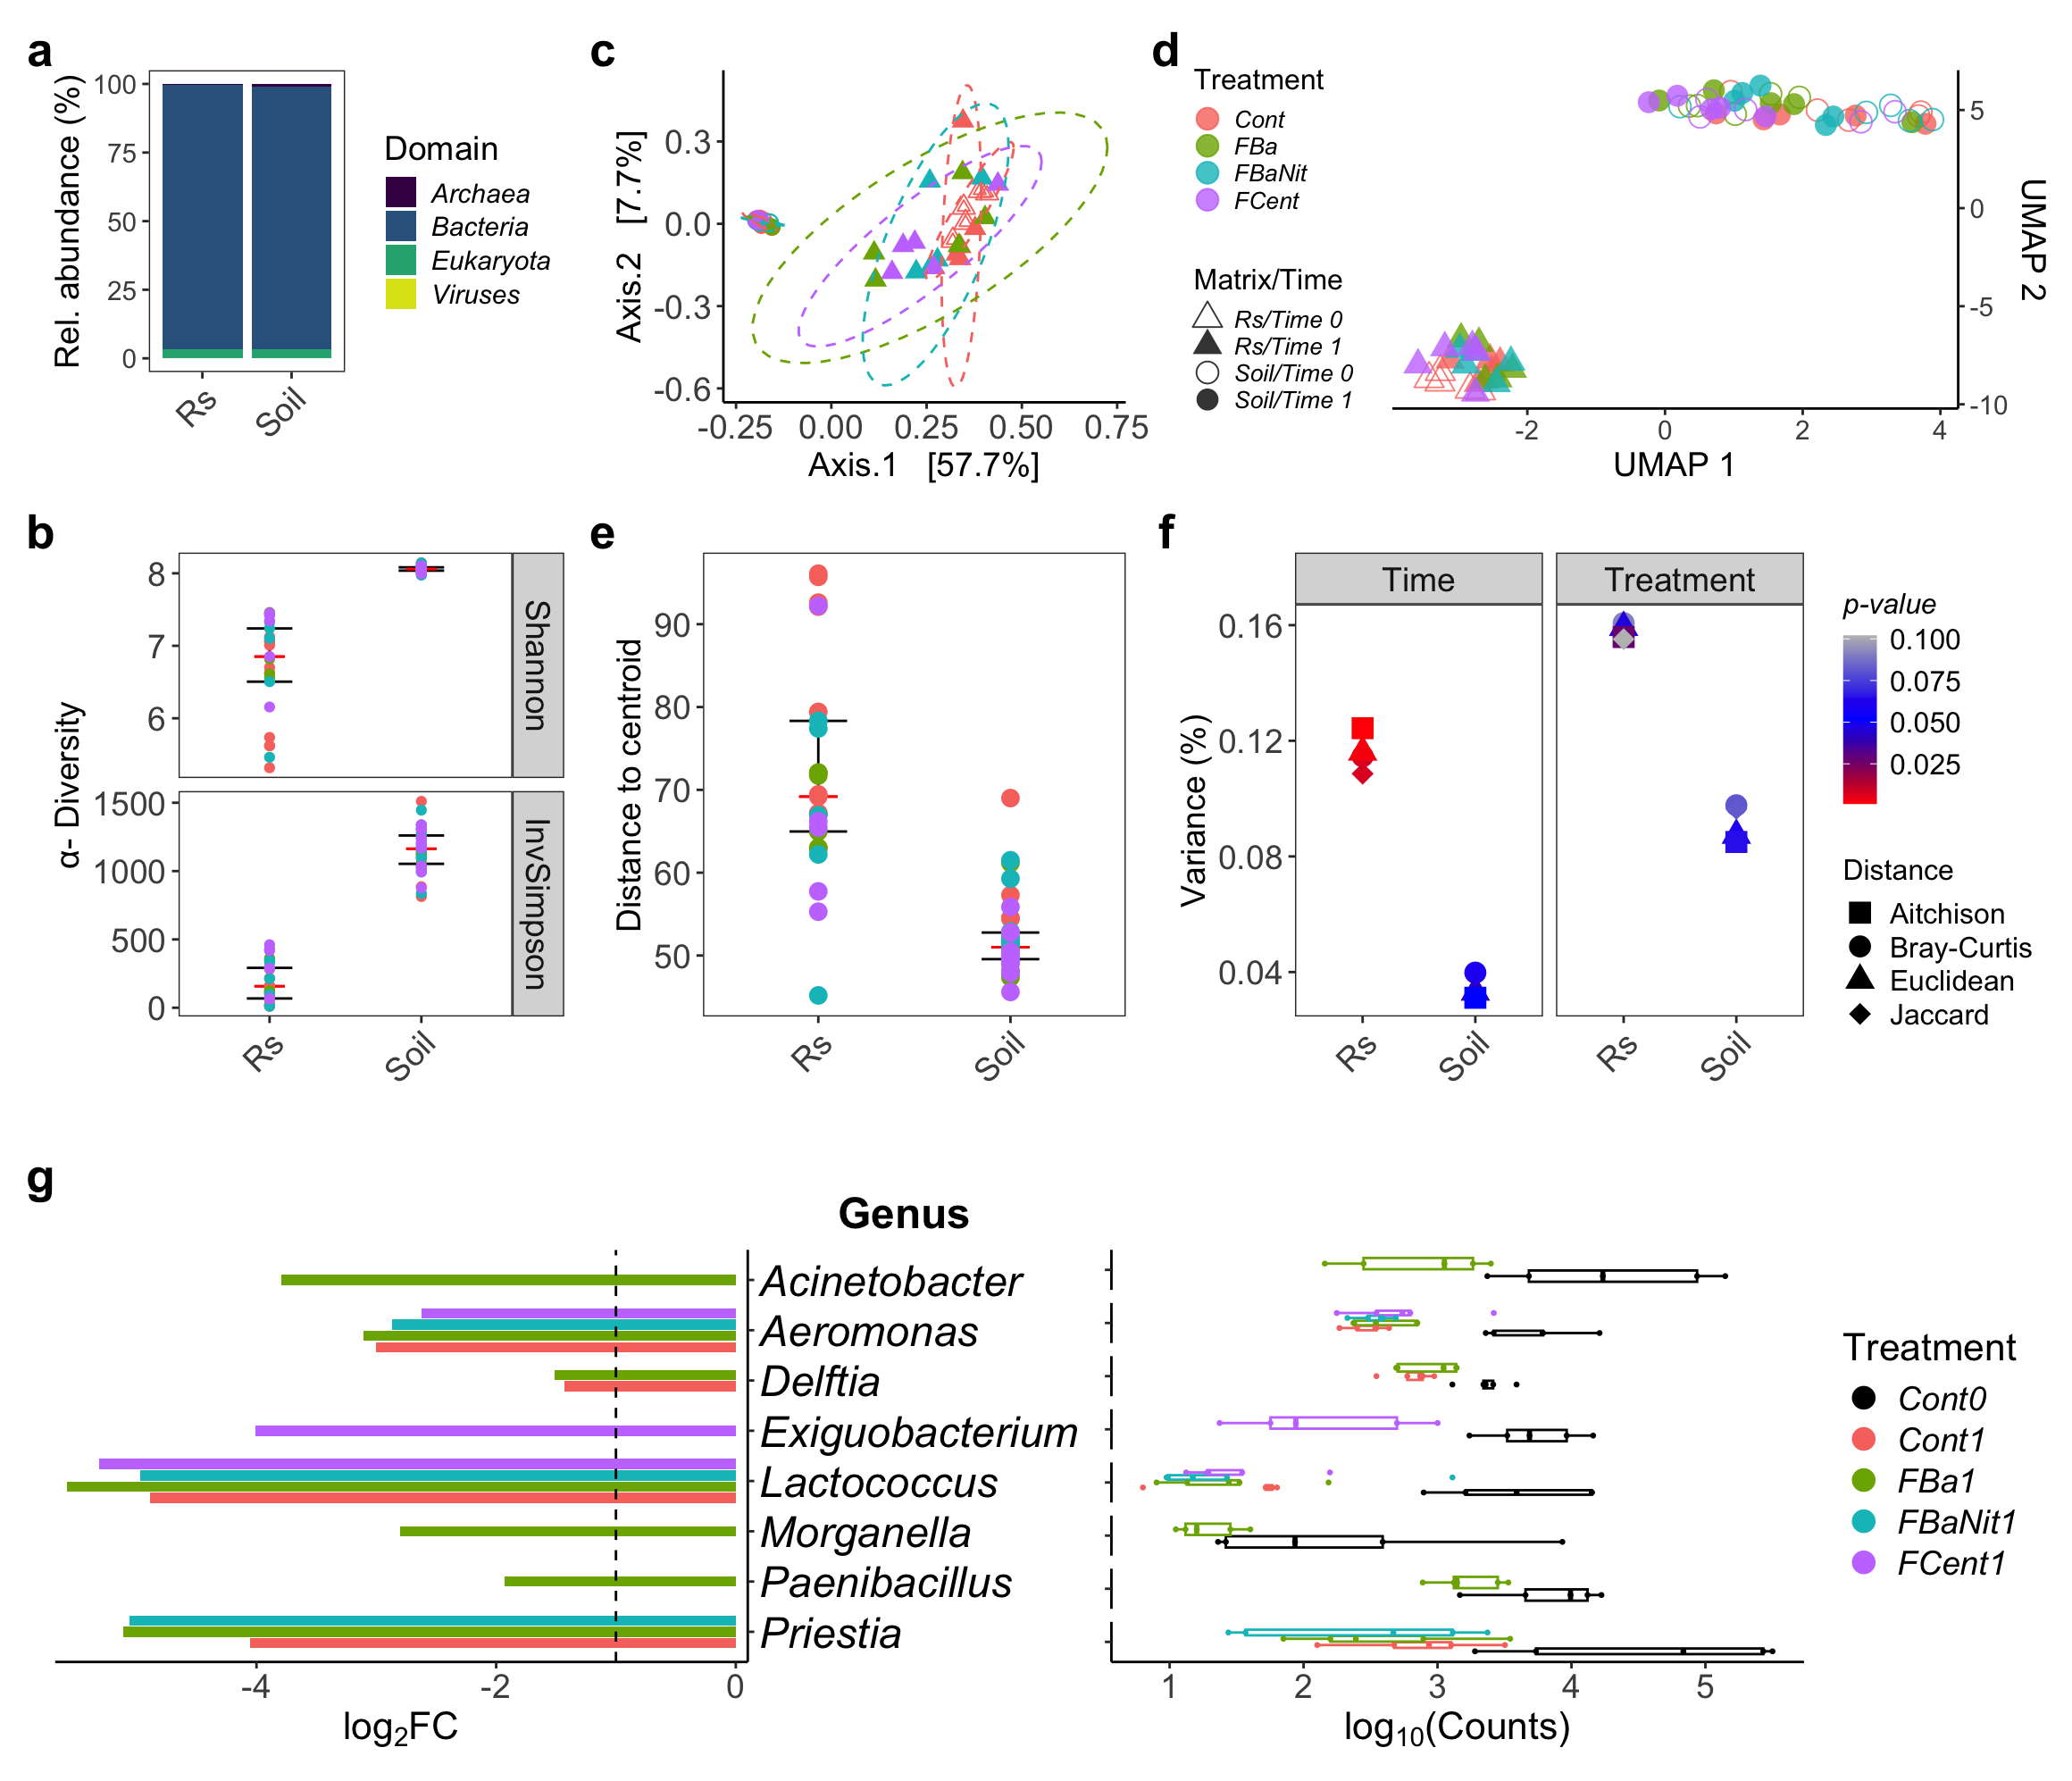 a
Rel. abundance (%)
100
75
50
25
0
Rs
Soil
Domain
Archaea
Bacteria
Eukaryota
Viruses
c
Axis.2 [7.7%]
0.3
0.0
-0.3
-0.6
-0.25
0.00
0.25
0.50
0.75
Axis.1 [57.7%]
d
Treatment
Cont
FBa
FBaNit
FCent
Matrix/Time
Rs/Time 0
Rs/Time 1
Soil/Time 0
Soil/Time 1
5
0
-5
-10
UMAP 2
-2
0
2
4
UMAP 1
b
α- Diversity
8
7
6
Shannon
1500
1000
500
0
InvSimpson
Rs
Soil
e
Distance to centroid
90
80
70
60
50
Rs
Soil
f
Time
Treatment
Variance (%)
0.16
0.12
0.08
0.04
Rs
Soil
Rs
Soil
p-value
0.100
0.075
0.050
0.025
Distance
Aitchison
Bray-Curtis
Euclidean
Jaccard
g
Genus
Acinetobacter
Aeromonas
Delftia
Exiguobacterium
Lactococcus
Morganella
Paenibacillus
Priestia
-4
-2
0
log2FC
1
2
3
4
5
log10(Counts)
Treatment
Cont0
Cont1
FBa1
FBaNit1
FCent1